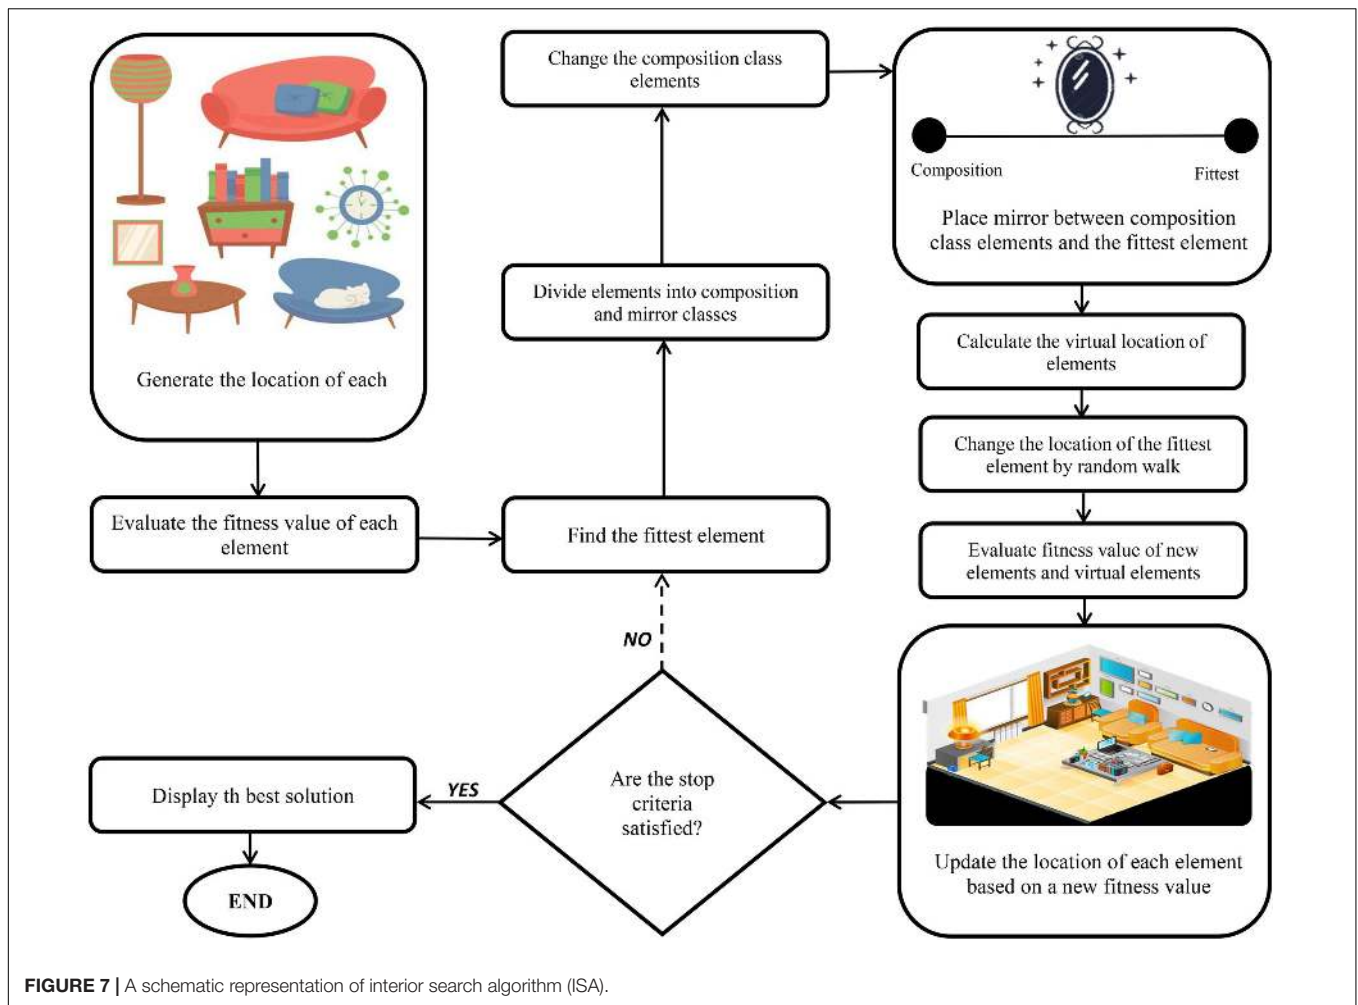 Generate the location of each
Evaluate the fitness value of each
element
Find the fittest element
Divide elements into composition
and mirror classes
Change the composition class
elements
Composition
Fittest
Place mirror between composition
class elements and the fittest element
Calculate the virtual location of
elements
Change the location of the fittest
element by random walk
Evaluate fitness value of new
elements and virtual elements
Update the location of each element
based on a new fitness value
Are the stop
criteria
satisfied?
NO
YES
Display th best solution
END
FIGURE 7 | A schematic representation of interior search algorithm (ISA).